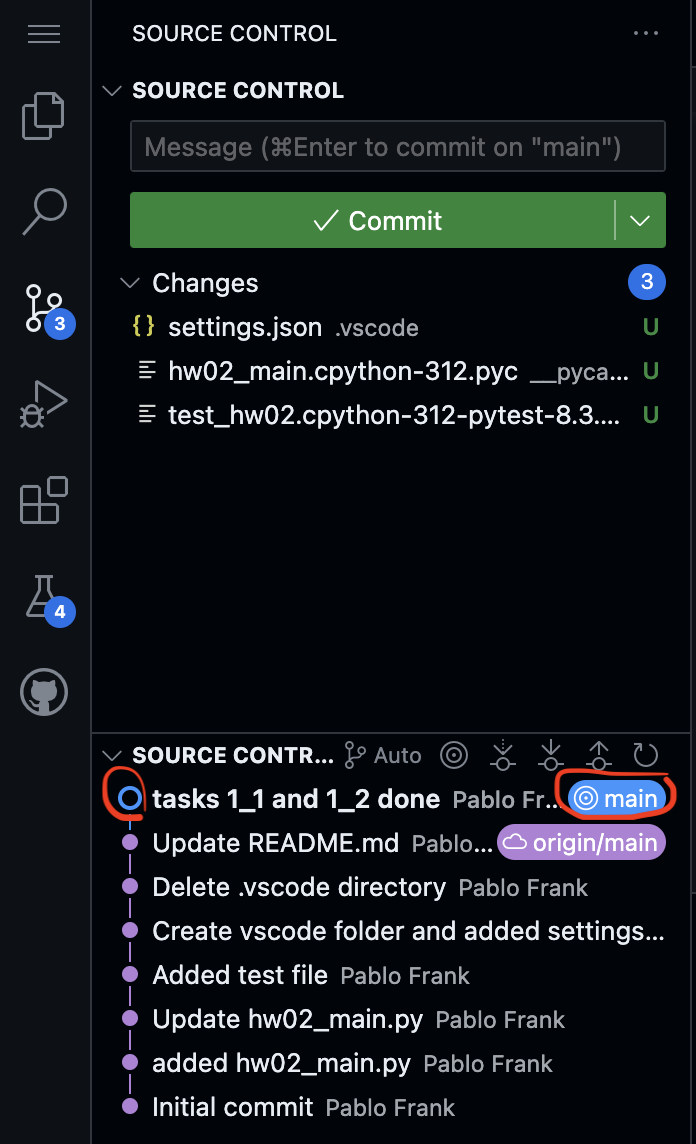 SOURCE CONTROL ...
SOURCE CONTROL
Message (⌘Enter to commit on "main")
Commit
Changes 3
{} settings.json .vscode U
3
hw02_main.cpython-312.pyc __pyca... U
test_hw02.cpython-312-pytest-8.3.... U
4
SOURCE CONTR... Auto
tasks 1_1 and 1_2 done Pablo Fr... main
Update README.md Pablo... origin/main
Delete .vscode directory Pablo Frank
Create vscode folder and added settings...
Added test file Pablo Frank
Update hw02_main.py Pablo Frank
added hw02_main.py Pablo Frank
Initial commit Pablo Frank